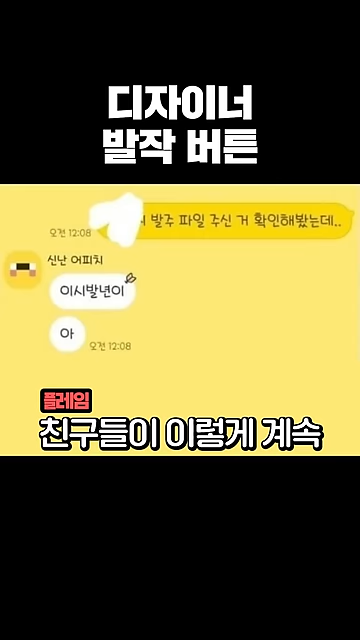 디자이너
발작 버튼
발주 파일 주신 거 확인해봤는데..
오전 12:08
신난 어피치
이시발년이
아
오전 12:08
플레임
친구들이 이렇게 계속